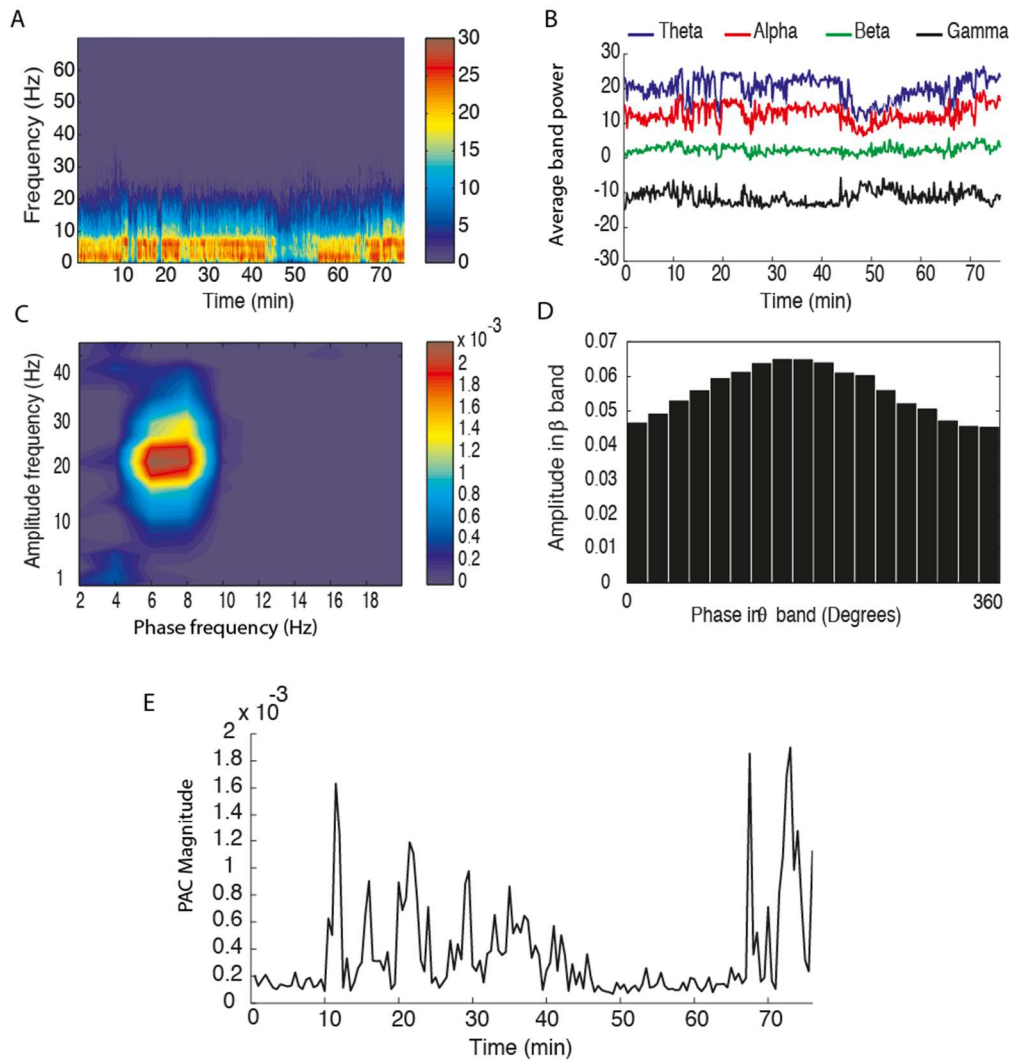 A
Frequency (Hz)
60
50
40
30
20
10
0
10 20 30 40 50 60 70
Time (min)
30
25
20
15
10
5
0
B
Theta Alpha Beta Gamma
Average band power
30
20
10
0
-10
-20
-30
0 10 20 30 40 50 60 70
Time (min)
C
Amplitude frequency (Hz)
40
30
20
10
1
2 4 6 8 10 12 14 16 18
Phase frequency (Hz)
x 10 -3
2
1.8
1.6
1.4
1.2
1
0.8
0.6
0.4
0.2
0
D
Amplitude in β band
0.07
0.06
0.05
0.04
0.03
0.02
0.01
0
0 360
Phase inθ band (Degrees)
E
x 10 -3
PAC Magnitude
2
1.8
1.6
1.4
1.2
1
0.8
0.6
0.4
0.2
0
0 10 20 30 40 50 60 70
Time (min)